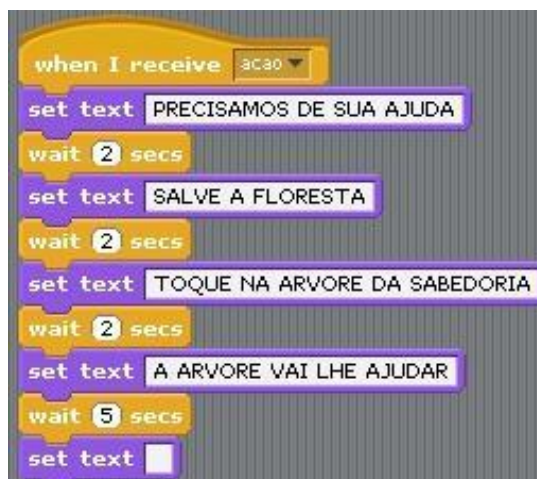 when I receive acao
set text PRECISAMOS DE SUA AJUDA
wait 2 secs
set text SALVE A FLORESTA
wait 2 secs
set text TOQUE NA ARVORE DA SABEDORIA
wait 2 secs
set text A ARVORE VAI LHE AJUDAR
wait 5 secs
set text